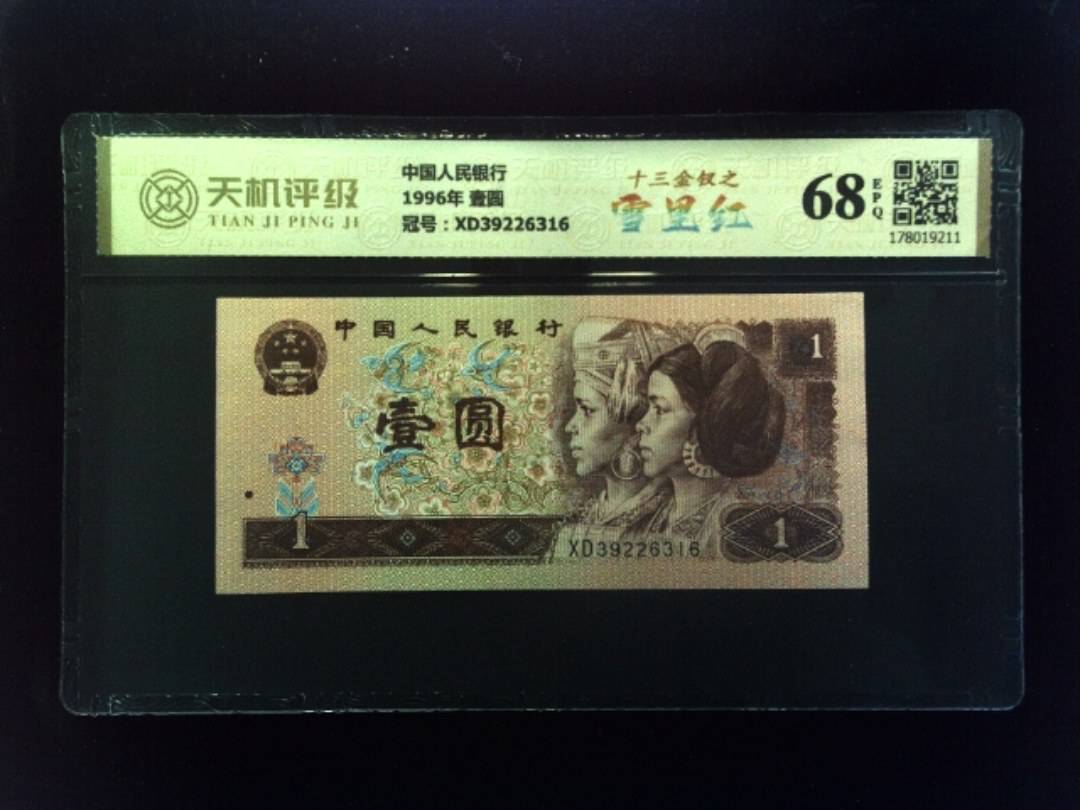 天机评级
TIAN JI PING JI
中国人民银行
1996年 壹圆
冠号：XD39226316
十三金钗之
雪里红
68
EPQ
178019211
中国人民银行
1
壹圆
1
XD39226316
1